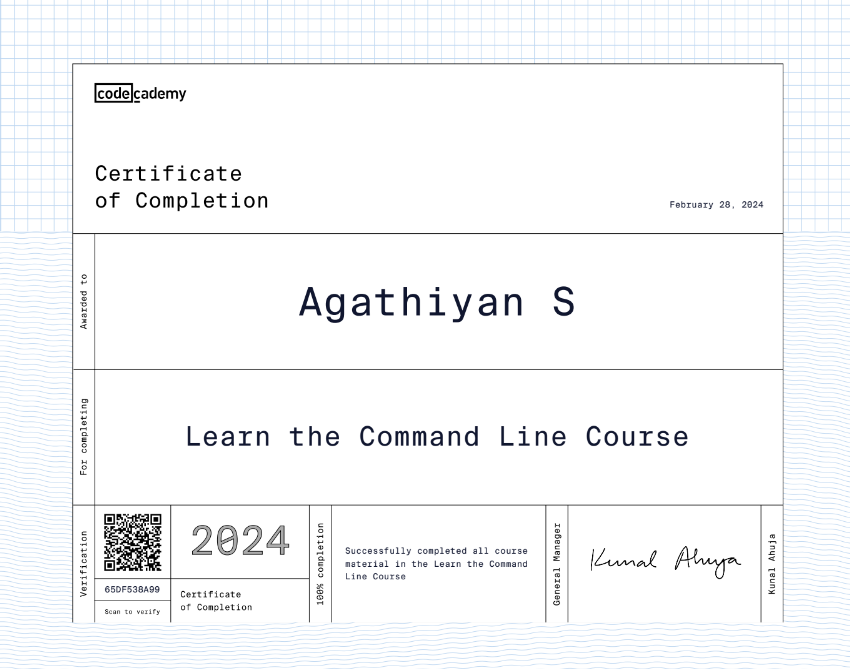 codecademy
Certificate
of Completion
February 28, 2024
Awarded to
Agathiyan S
For completing
Learn the Command Line Course
Verification
65DF538A99
Scan to verify
2024
Certificate
of Completion
100% completion
Successfully completed all course
material in the Learn the Command
Line Course
General Manager
Kunal Ahuja
Kunal Ahuja